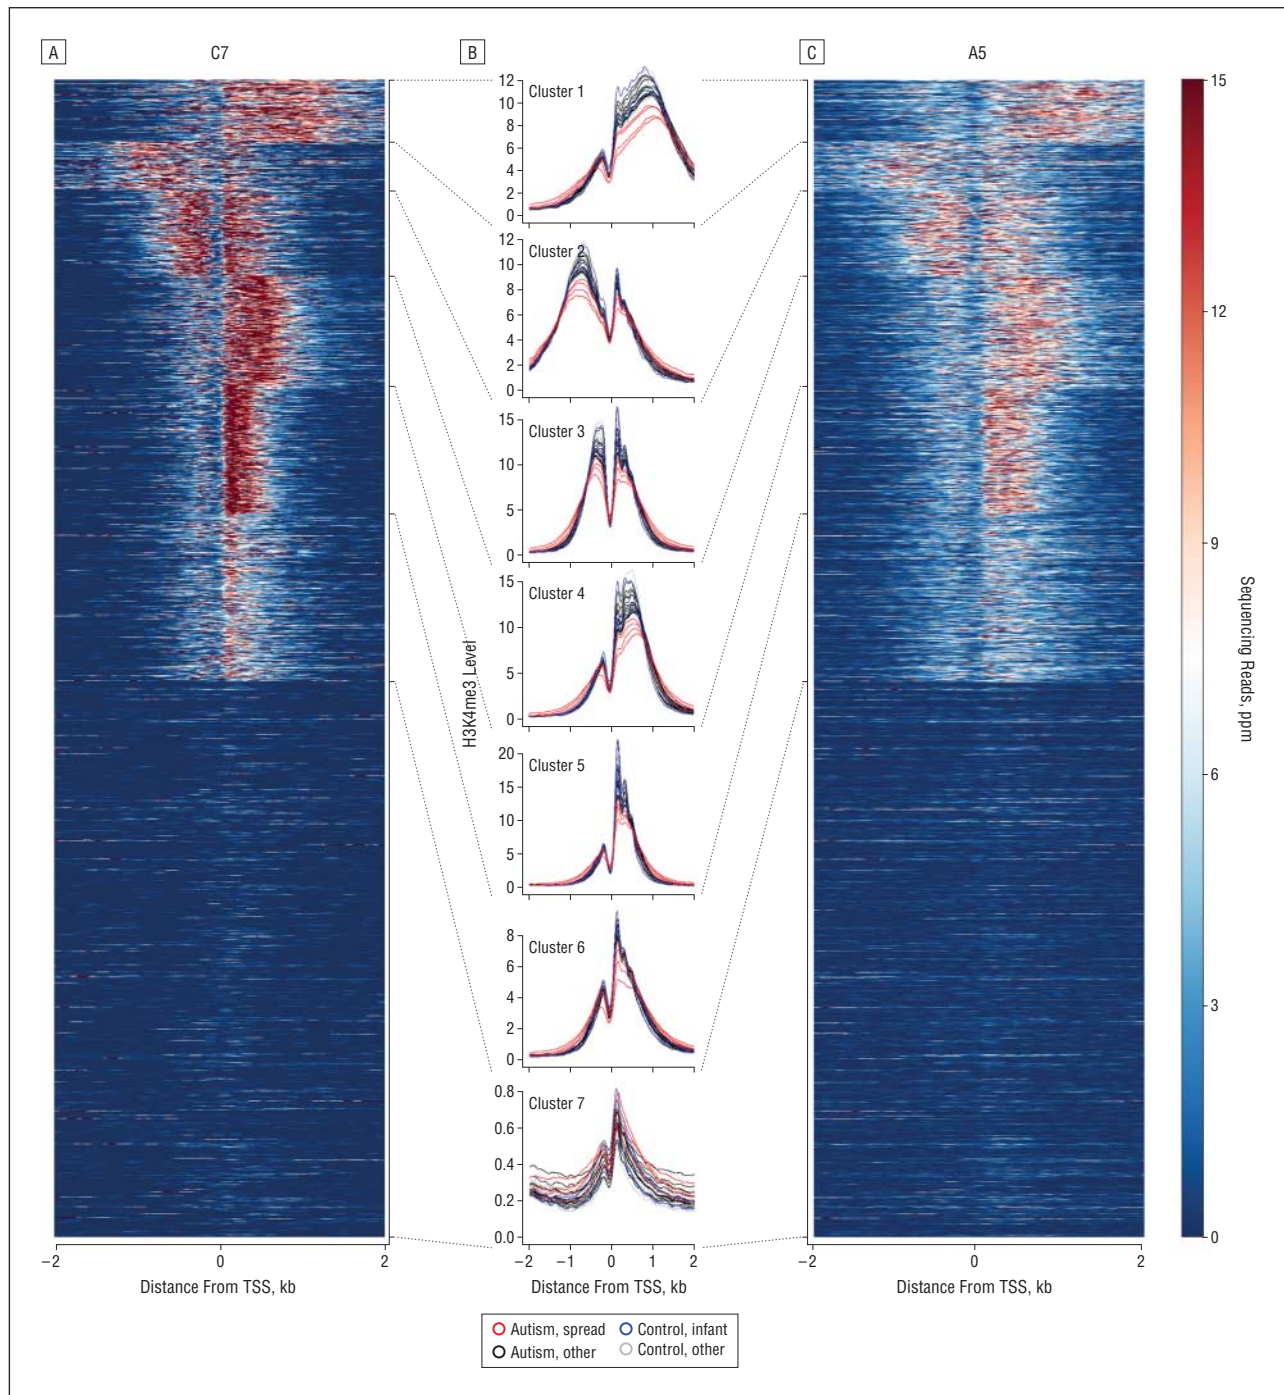 A
C7
B
C
A5
12
10
8
6
4
2
0
Cluster 1
12
10
8
6
4
2
0
Cluster 2
15
10
5
0
Cluster 3
15
10
5
0
Cluster 4
20
15
10
5
0
Cluster 5
8
6
4
2
0
Cluster 6
0.8
0.6
0.4
0.2
0.0
Cluster 7
H3K4me3 Level
15
12
9
6
3
0
Sequencing Reads, ppm
−2 0 2
Distance From TSS, kb
−2 −1 0 1 2
Distance From TSS, kb
−2 0 2
Distance From TSS, kb
Autism, spread
Control, infant
Autism, other
Control, other